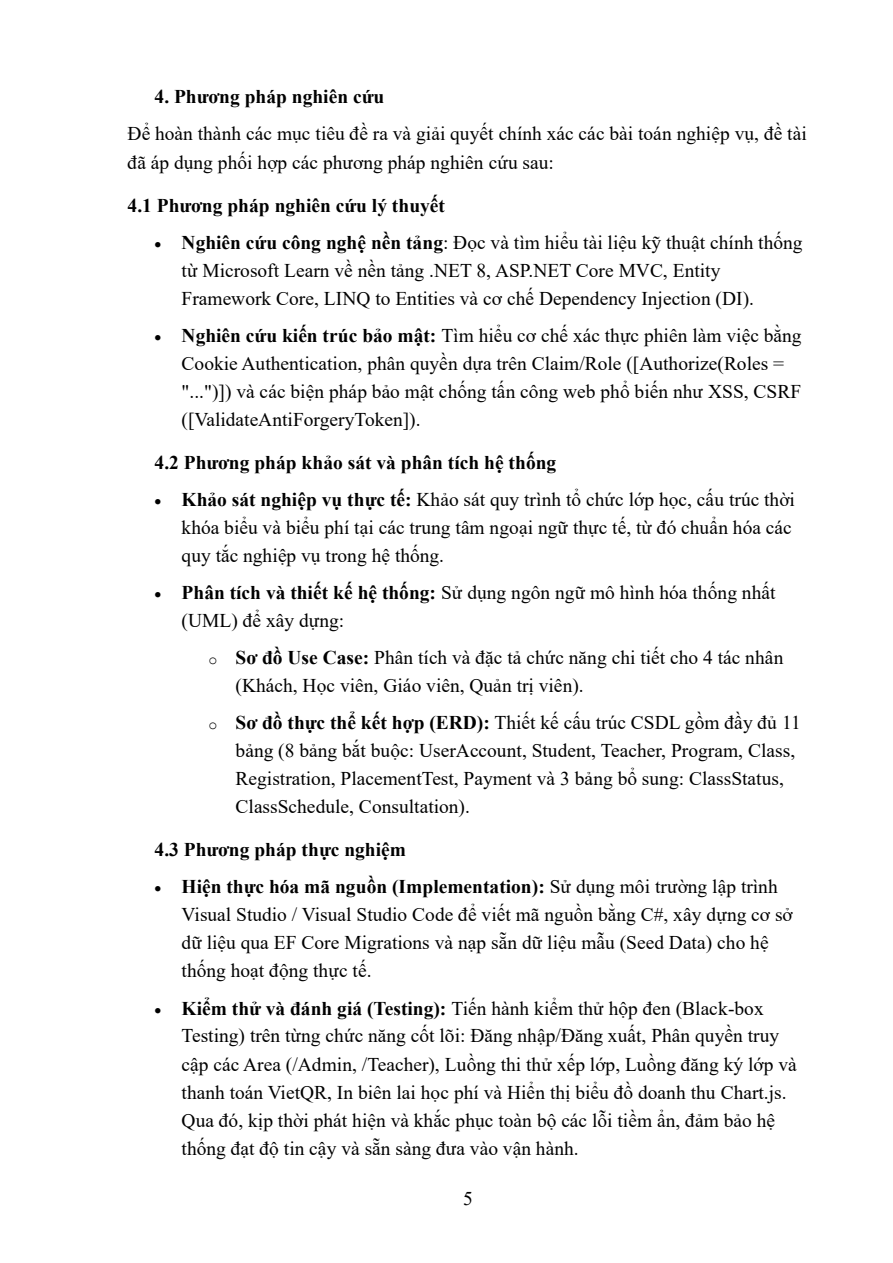 4. Phương pháp nghiên cứu
Để hoàn thành các mục tiêu đề ra và giải quyết chính xác các bài toán nghiệp vụ, đề tài
đã áp dụng phối hợp các phương pháp nghiên cứu sau:
4.1 Phương pháp nghiên cứu lý thuyết
• Nghiên cứu công nghệ nền tảng: Đọc và tìm hiểu tài liệu kỹ thuật chính thống
từ Microsoft Learn về nền tảng .NET 8, ASP.NET Core MVC, Entity
Framework Core, LINQ to Entities và cơ chế Dependency Injection (DI).
• Nghiên cứu kiến trúc bảo mật: Tìm hiểu cơ chế xác thực phiên làm việc bằng
Cookie Authentication, phân quyền dựa trên Claim/Role ([Authorize(Roles =
"...")]) và các biện pháp bảo mật chống tấn công web phổ biến như XSS, CSRF
([ValidateAntiForgeryToken]).
4.2 Phương pháp khảo sát và phân tích hệ thống
• Khảo sát nghiệp vụ thực tế: Khảo sát quy trình tổ chức lớp học, cấu trúc thời
khóa biểu và biểu phí tại các trung tâm ngoại ngữ thực tế, từ đó chuẩn hóa các
quy tắc nghiệp vụ trong hệ thống.
• Phân tích và thiết kế hệ thống: Sử dụng ngôn ngữ mô hình hóa thống nhất
(UML) để xây dựng:
o Sơ đồ Use Case: Phân tích và đặc tả chức năng chi tiết cho 4 tác nhân
(Khách, Học viên, Giáo viên, Quản trị viên).
o Sơ đồ thực thể kết hợp (ERD): Thiết kế cấu trúc CSDL gồm đầy đủ 11
bảng (8 bảng bắt buộc: UserAccount, Student, Teacher, Program, Class,
Registration, PlacementTest, Payment và 3 bảng bổ sung: ClassStatus,
ClassSchedule, Consultation).
4.3 Phương pháp thực nghiệm
• Hiện thực hóa mã nguồn (Implementation): Sử dụng môi trường lập trình
Visual Studio / Visual Studio Code để viết mã nguồn bằng C#, xây dựng cơ sở
dữ liệu qua EF Core Migrations và nạp sẵn dữ liệu mẫu (Seed Data) cho hệ
thống hoạt động thực tế.
• Kiểm thử và đánh giá (Testing): Tiến hành kiểm thử hộp đen (Black-box
Testing) trên từng chức năng cốt lõi: Đăng nhập/Đăng xuất, Phân quyền truy
cập các Area (/Admin, /Teacher), Luồng thi thử xếp lớp, Luồng đăng ký lớp và
thanh toán VietQR, In biên lai học phí và Hiển thị biểu đồ doanh thu Chart.js.
Qua đó, kịp thời phát hiện và khắc phục toàn bộ các lỗi tiềm ẩn, đảm bảo hệ
thống đạt độ tin cậy và sẵn sàng đưa vào vận hành.
5